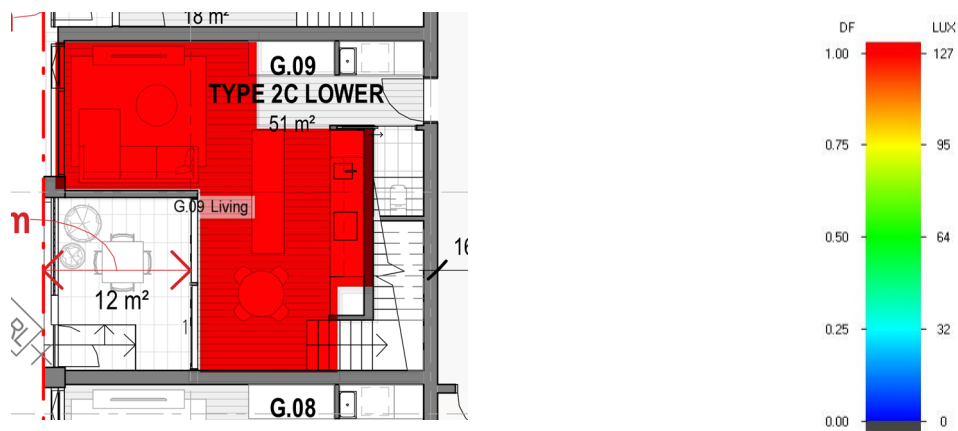 18 m²
G.09
TYPE 2C LOWER
51 m²
G.09 Living
m
12 m²
16
RL
G.08
DF LUX
1.00 127
0.75 95
0.50 64
0.25 32
0.00 0